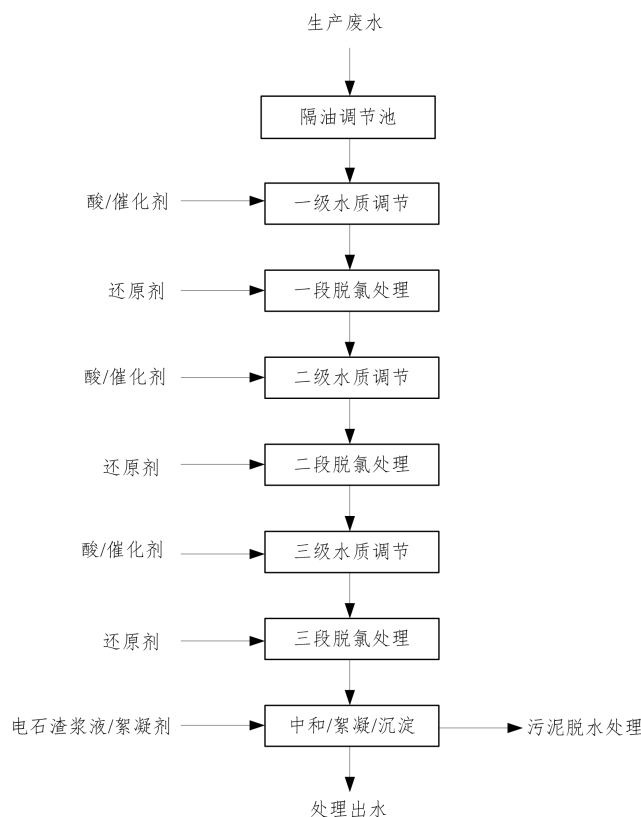 生产废水
隔油调节池
酸/催化剂
一级水质调节
还原剂
一段脱氯处理
酸/催化剂
二级水质调节
还原剂
二段脱氯处理
酸/催化剂
三级水质调节
还原剂
三段脱氯处理
电石渣浆液/絮凝剂
中和/絮凝/沉淀
污泥脱水处理
处理出水